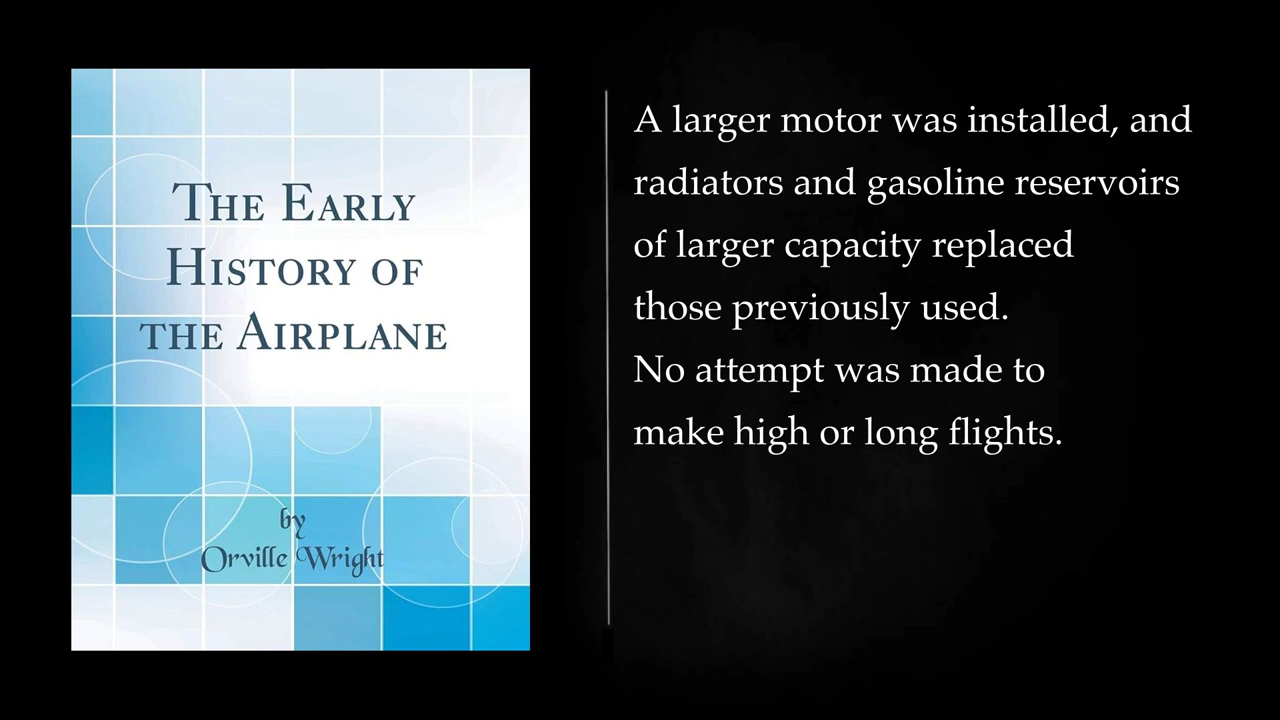 The Early
History of
the Airplane
by
Orville Wright
A larger motor was installed, and
radiators and gasoline reservoirs
of larger capacity replaced
those previously used.
No attempt was made to
make high or long flights.